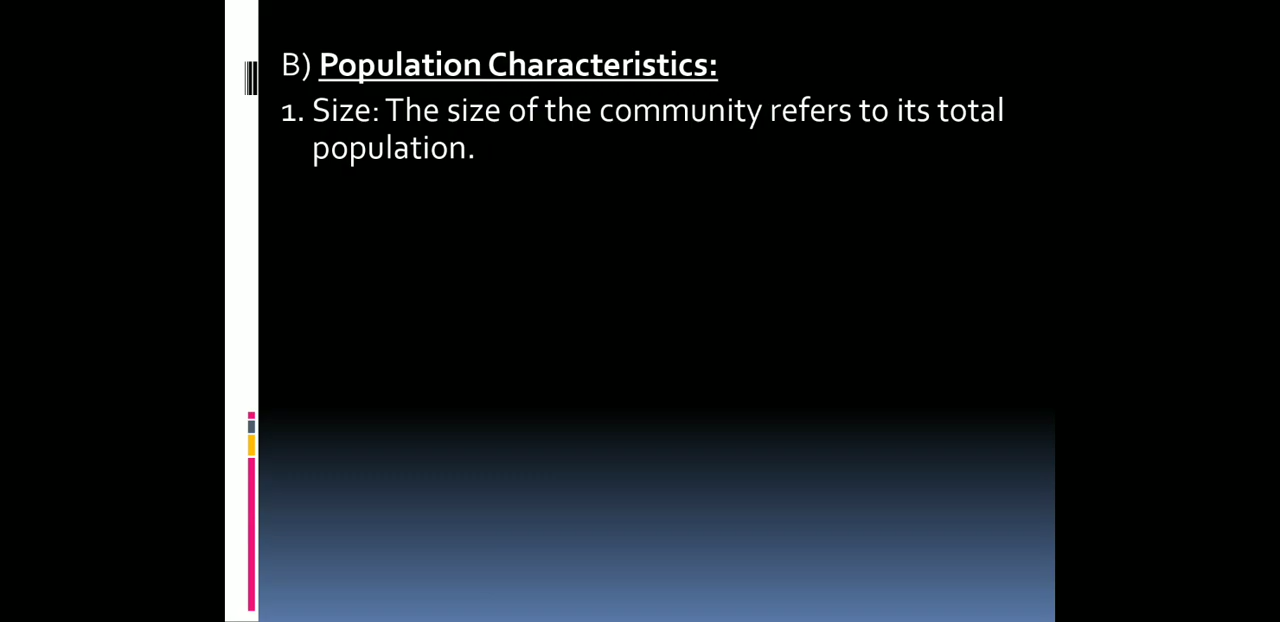 B) Population Characteristics:
1. Size: The size of the community refers to its total
population.